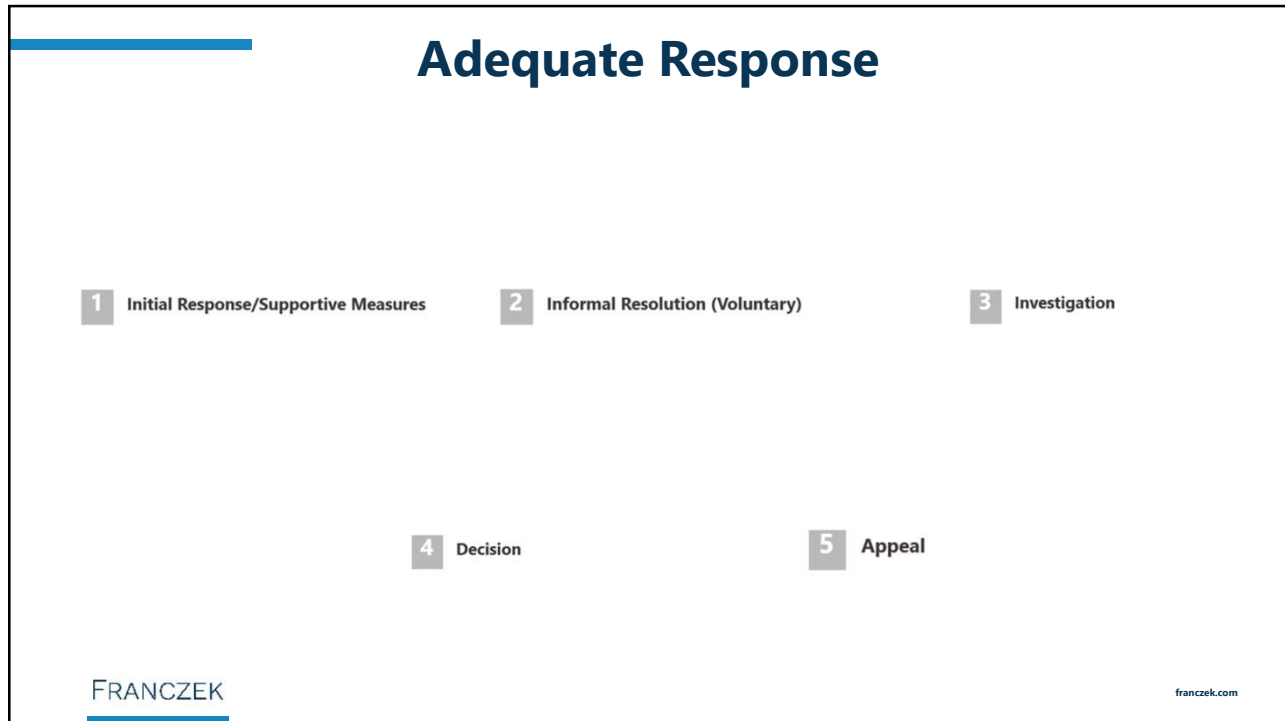 Adequate Response
1 Initial Response/Supportive Measures
2 Informal Resolution (Voluntary)
3 Investigation
4 Decision
5 Appeal
FRANCZEK
franczek.com